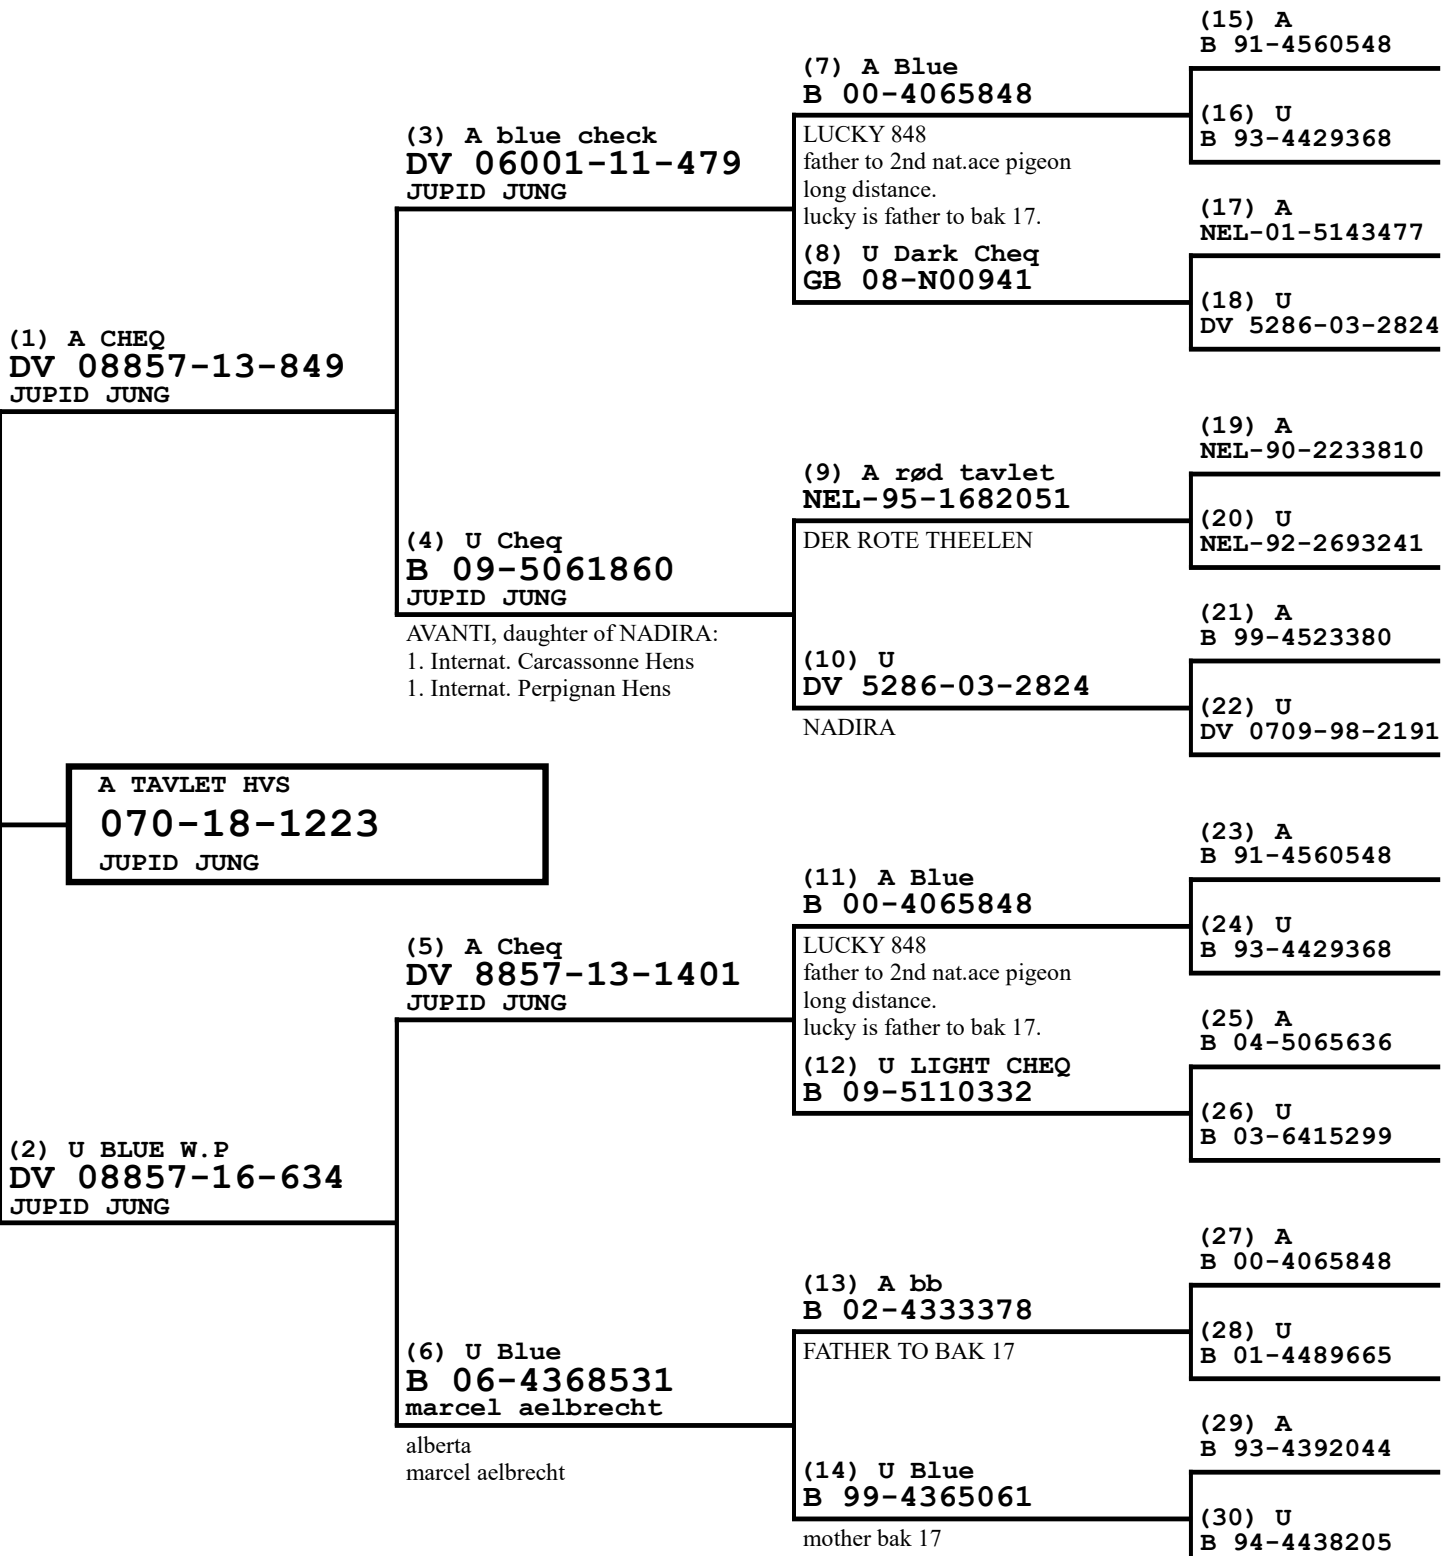 (1) A CHEQ
DV 08857-13-849
JUPID JUNG
A TAVLET HVS
070-18-1223
JUPID JUNG
(2) U BLUE W.P
DV 08857-16-634
JUPID JUNG
(3) A blue check
DV 06001-11-479
JUPID JUNG
(4) U Cheq
B 09-5061860
JUPID JUNG
AVANTI, daughter of NADIRA:
1. Internat. Carcassonne Hens
1. Internat. Perpignan Hens
(5) A Cheq
DV 8857-13-1401
JUPID JUNG
(6) U Blue
B 06-4368531
marcel aelbrecht
alberta
marcel aelbrecht
(7) A Blue
B 00-4065848
LUCKY 848
father to 2nd nat.ace pigeon
long distance.
lucky is father to bak 17.
(8) U Dark Cheq
GB 08-N00941
(9) A rød tavlet
NEL-95-1682051
DER ROTE THEELEN
(10) U
DV 5286-03-2824
NADIRA
(11) A Blue
B 00-4065848
LUCKY 848
father to 2nd nat.ace pigeon
long distance.
lucky is father to bak 17.
(12) U LIGHT CHEQ
B 09-5110332
(13) A bb
B 02-4333378
FATHER TO BAK 17
(14) U Blue
B 99-4365061
mother bak 17
(15) A
B 91-4560548
(16) U
B 93-4429368
(17) A
NEL-01-5143477
(18) U
DV 5286-03-2824
(19) A
NEL-90-2233810
(20) U
NEL-92-2693241
(21) A
B 99-4523380
(22) U
DV 0709-98-2191
(23) A
B 91-4560548
(24) U
B 93-4429368
(25) A
B 04-5065636
(26) U
B 03-6415299
(27) A
B 00-4065848
(28) U
B 01-4489665
(29) A
B 93-4392044
(30) U
B 94-4438205